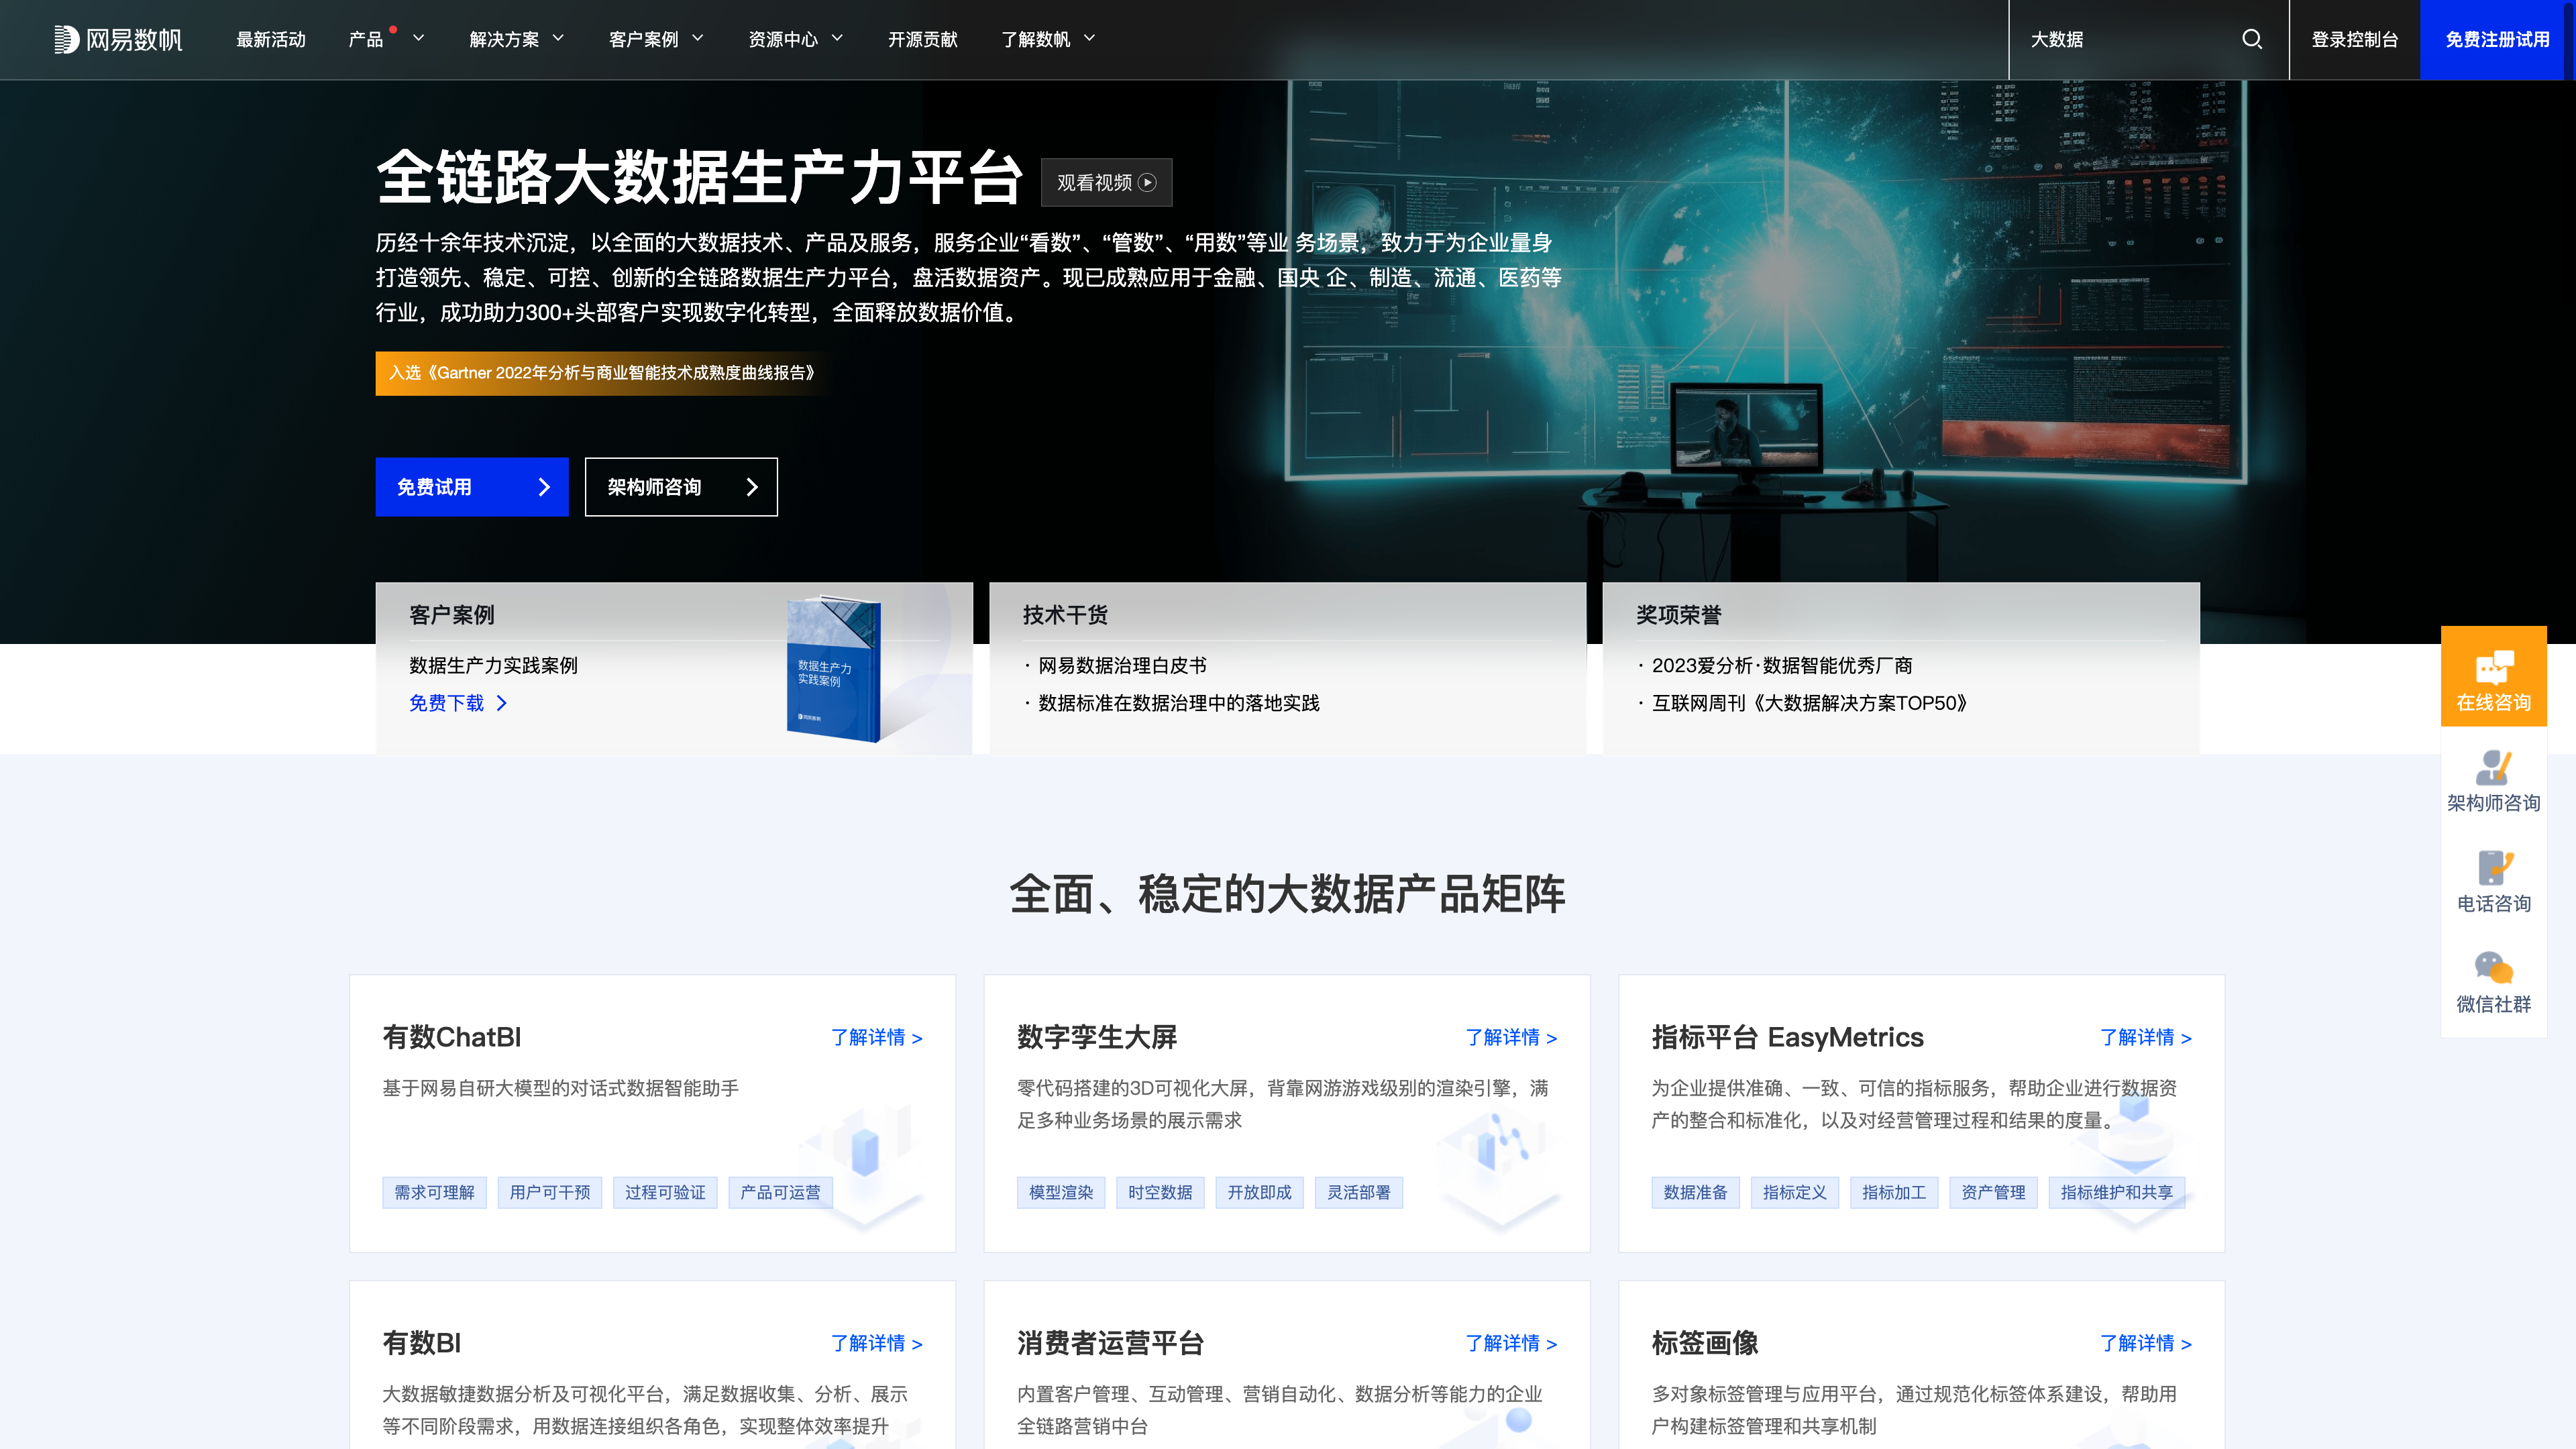 网易数帆
最新活动
产品
解决方案
客户案例
资源中心
开源贡献
了解数帆
大数据
登录控制台
免费注册试用
全链路大数据生产力平台
观看视频
历经十余年技术沉淀，以全面的大数据技术、产品及服务，服务企业“看数”、“管数”、“用数”等业 务场景，致力于为企业量身
打造领先、稳定、可控、创新的全链路数据生产力平台，盘活数据资产。现已成熟应用于金融、国央 企、制造、流通、医药等
行业，成功助力300+头部客户实现数字化转型，全面释放数据价值。
入选《Gartner 2022年分析与商业智能技术成熟度曲线报告》
免费试用
架构师咨询
客户案例
数据生产力实践案例
免费下载
数据生产力
实践案例
网易数帆
技术干货
· 网易数据治理白皮书
· 数据标准在数据治理中的落地实践
奖项荣誉
· 2023爱分析·数据智能优秀厂商
· 互联网周刊《大数据解决方案TOP50》
在线咨询
架构师咨询
电话咨询
微信社群
全面、稳定的大数据产品矩阵
有数ChatBI
了解详情 >
基于网易自研大模型的对话式数据智能助手
需求可理解
用户可干预
过程可验证
产品可运营
数字孪生大屏
了解详情 >
零代码搭建的3D可视化大屏，背靠网游游戏级别的渲染引擎，满
足多种业务场景的展示需求
模型渲染
时空数据
开放即成
灵活部署
指标平台 EasyMetrics
了解详情 >
为企业提供准确、一致、可信的指标服务，帮助企业进行数据资
产的整合和标准化，以及对经营管理过程和结果的度量。
数据准备
指标定义
指标加工
资产管理
指标维护和共享
有数BI
了解详情 >
大数据敏捷数据分析及可视化平台，满足数据收集、分析、展示
等不同阶段需求，用数据连接组织各角色，实现整体效率提升
消费者运营平台
了解详情 >
内置客户管理、互动管理、营销自动化、数据分析等能力的企业
全链路营销中台
标签画像
了解详情 >
多对象标签管理与应用平台，通过规范化标签体系建设，帮助用
户构建标签管理和共享机制